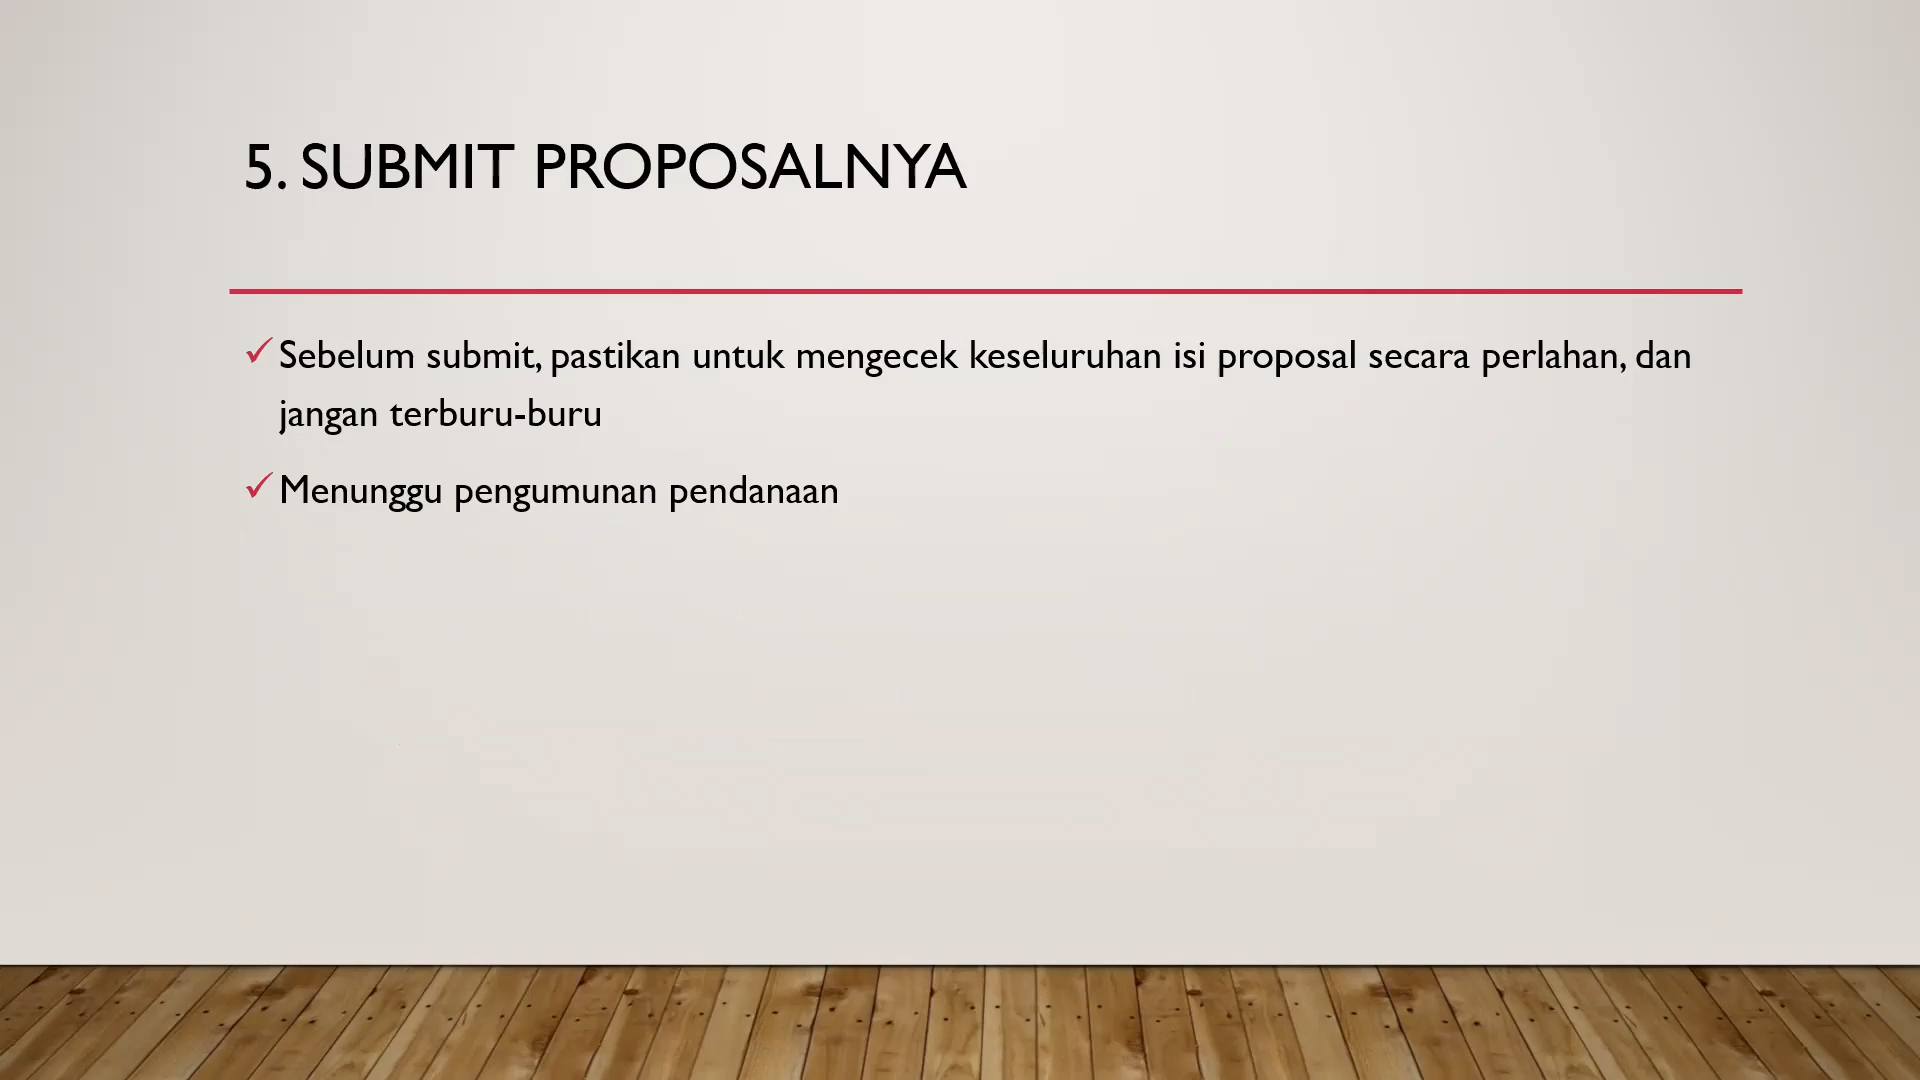 5. SUBMIT PROPOSALNYA
✓ Sebelum submit, pastikan untuk mengecek keseluruhan isi proposal secara perlahan, dan
jangan terburu-buru
✓ Menunggu pengumunan pendanaan